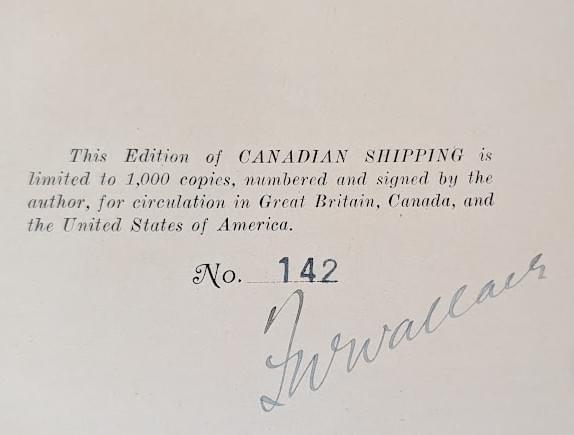 This Edition of CANADIAN SHIPPING is
limited to 1,000 copies, numbered and signed by the
author, for circulation in Great Britain, Canada, and
the United States of America.
No. 142
FWWallace